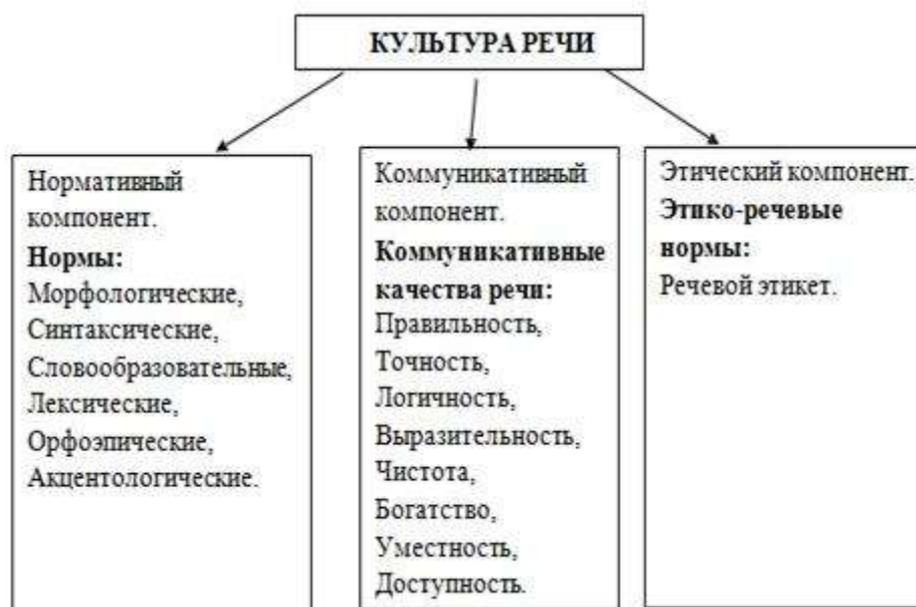 КУЛЬТУРА РЕЧИ
Нормативный
компонент.
Нормы:
Морфологические,
Синтаксические,
Словообразовательные,
Лексические,
Орфоэпические,
Акцентологические.
Коммуникативный
компонент.
Коммуникативные
качества речи:
Правильность,
Точность,
Логичность,
Выразительность,
Чистота,
Богатство,
Уместность,
Доступность.
Этический компонент.
Этико-речевые
нормы:
Речевой этикет.